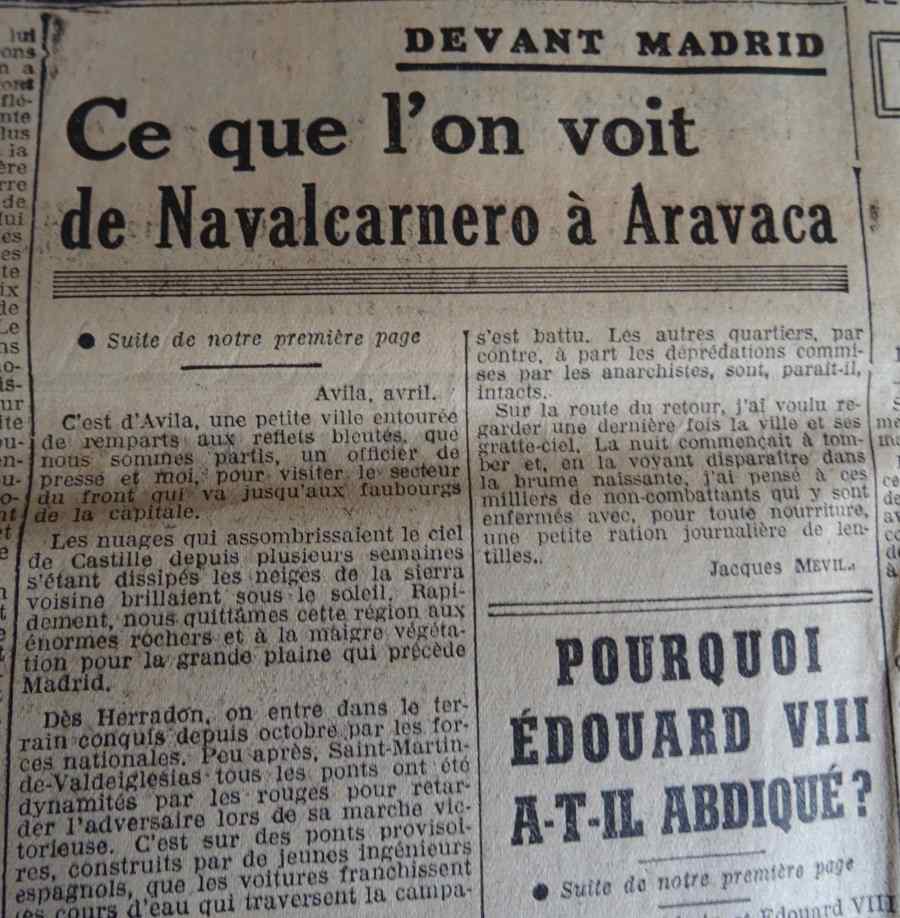 DEVANT MADRID
Ce que l'on voit
de Navalcarnero à Aravaca
● Suite de notre première page
Avila, avril.
C'est d'Avila, une petite ville entourée
de remparts aux reflets bleutés, que
nous sommes partis, un officier de
presse et moi, pour visiter le secteur
du front qui va jusqu'aux faubourgs
de la capitale.
Les nuages qui assombrissaient le ciel
de Castille depuis plusieurs semaines
s'étant dissipés les neiges de la sierra
voisine brillaient sous le soleil. Rapi-
dement, nous quittâmes cette région aux
énormes rochers et à la maigre végéta-
tion pour la grande plaine qui précède
Madrid.
Dès Herradon, on entre dans le ter-
rain conquis depuis octobre par les for-
ces nationales. Peu après, Saint-Martin-
de-Valdeiglesias tous les ponts ont été
dynamités par les rouges pour retar-
der l'adversaire lors de sa marche vic-
torieuse. C'est sur des ponts provisoi-
res, construits par de jeunes ingénieurs
espagnols, que les voitures franchissent
les cours d'eau qui traversent la campa-
s'est battu. Les autres quartiers, par
contre, à part les déprédations commi-
ses par les anarchistes, sont, paraît-il,
intacts.
Sur la route du retour, j'ai voulu re-
garder une dernière fois la ville et ses
gratte-ciel. La nuit commençait à tom-
ber et, en la voyant disparaître dans
la brume naissante, j'ai pensé à ces
milliers de non-combattants qui y sont
enfermés avec, pour toute nourriture,
une petite ration journalière de len-
tilles..
Jacques MEVIL.
POURQUOI
ÉDOUARD VIII
A-T-IL ABDIQUÉ?
● Suite de notre première page
Edouard VIII